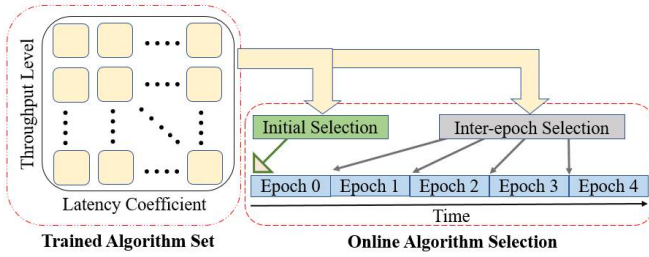 Throughput Level
Latency Coefficient
Trained Algorithm Set
Initial Selection
Inter-epoch Selection
Epoch 0
Epoch 1
Epoch 2
Epoch 3
Epoch 4
Time
Online Algorithm Selection